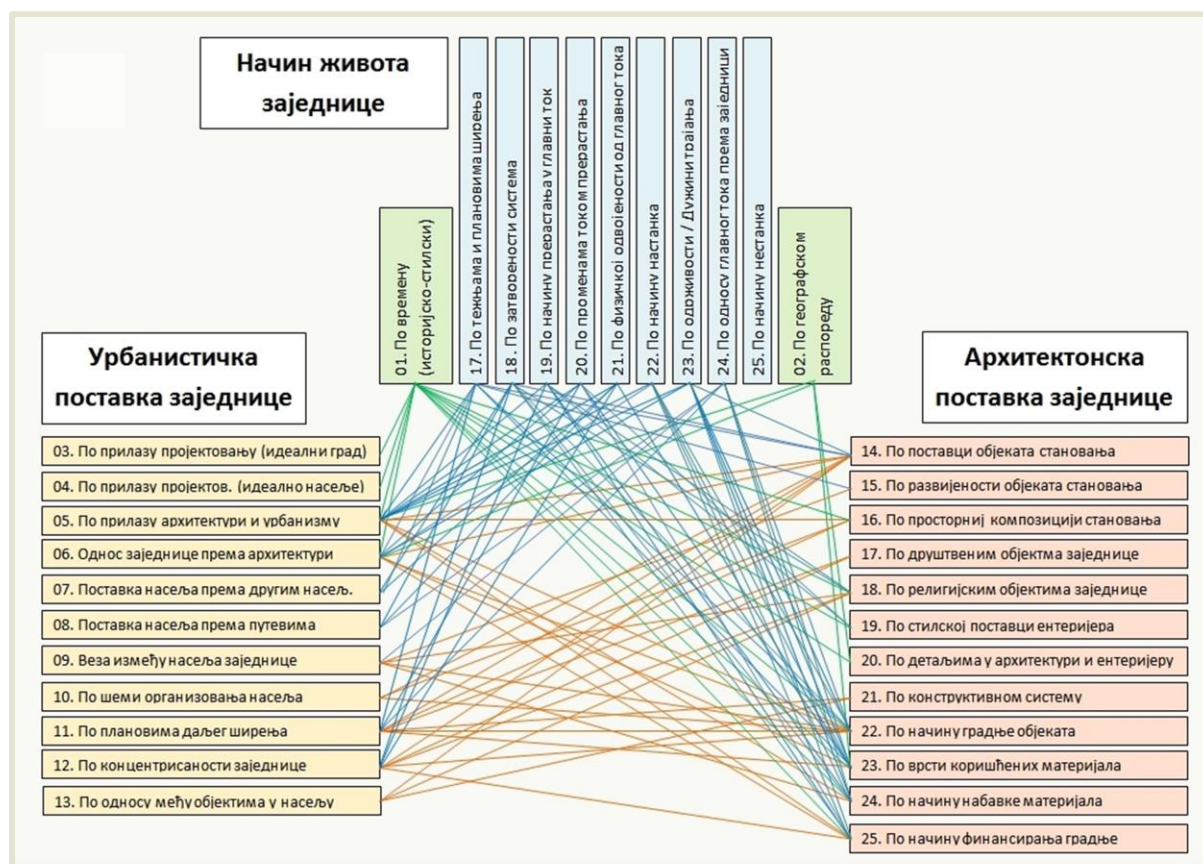 Начин живота
заједнице
01. По времену
(историјско-стилски)
17. По тежњама и плановима ширења
18. По затворености система
19. По начину прерастања у главни ток
20. По променама током прерастања
21. По физичкој одвојености од главног тока
22. По начину настанка
23. По одрживости / Дужини трајања
24. По односу главног тока према заједници
25. По начину нестанка
02. По географском
распореду
Урбанистичка
поставка заједнице
03. По прилазу пројектовању (идеални град)
04. По прилазу пројектов. (идеално насеље)
05. По прилазу архитектури и урбанизму
06. Однос заједнице према архитектури
07. Поставка насеља према другим насељ.
08. Поставка насеља према путевима
09. Веза између насеља заједнице
10. По шеми организовања насеља
11. По плановима даљег ширења
12. По концентрисаности заједнице
13. По односу међу објектима у насељу
Архитектонска
поставка заједнице
14. По поставци објеката становања
15. По развијености објеката становања
16. По просторниј композицији становања
17. По друштвеним објектма заједнице
18. По религијским објектима заједнице
19. По стилској поставци ентеријера
20. По детаљима у архитектури и ентеријеру
21. По конструктивном систему
22. По начину градње објеката
23. По врсти коришћених материјала
24. По начину набавке материјала
25. По начину финансирања градње